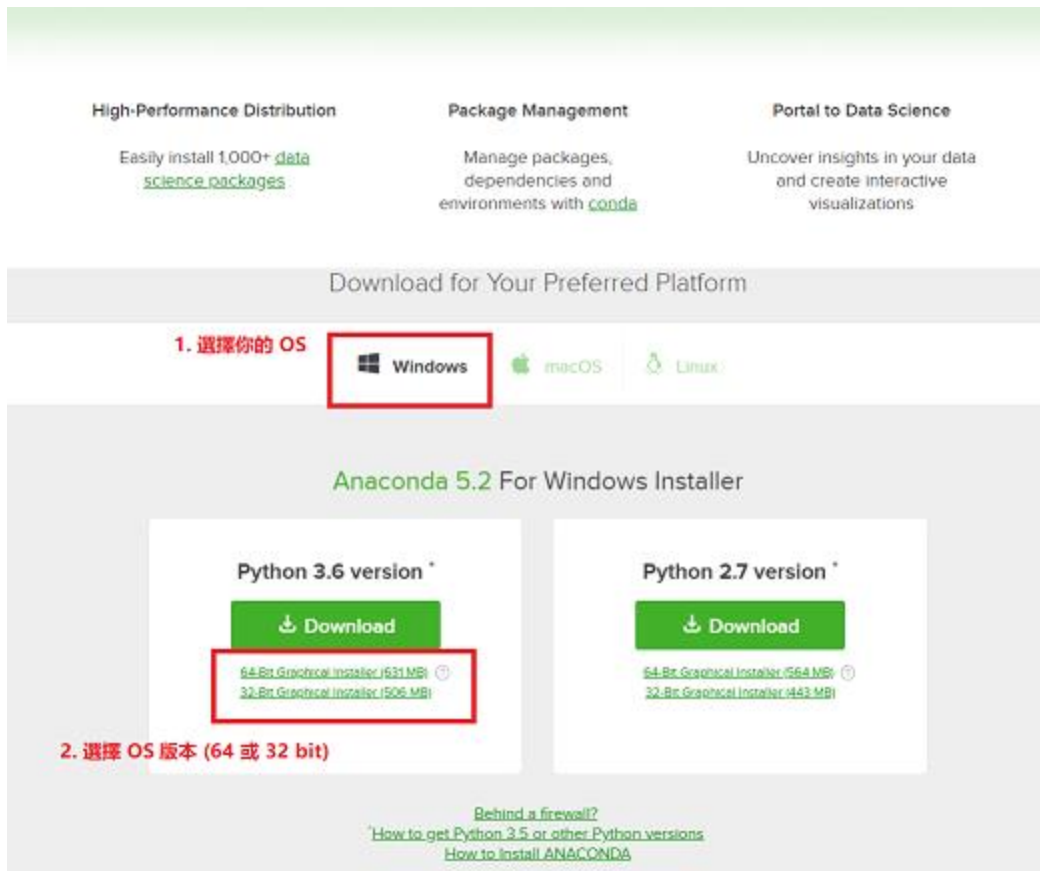 High-Performance Distribution
Easily install 1,000+ data
science packages
Package Management
Manage packages,
dependencies and
environments with conda
Portal to Data Science
Uncover insights in your data
and create interactive
visualizations
Download for Your Preferred Platform
1. 選擇你的 OS
Windows
macOS
Linux
Anaconda 5.2 For Windows Installer
Python 3.6 version *
Download
64-Bit Graphical Installer (631 MB) ?
32-Bit Graphical Installer (506 MB)
2. 選擇 OS 版本 (64 或 32 bit)
Python 2.7 version *
Download
64-Bit Graphical Installer (564 MB) ?
32-Bit Graphical Installer (443 MB)
Behind a firewall?
*How to get Python 3.5 or other Python versions
How to Install ANACONDA